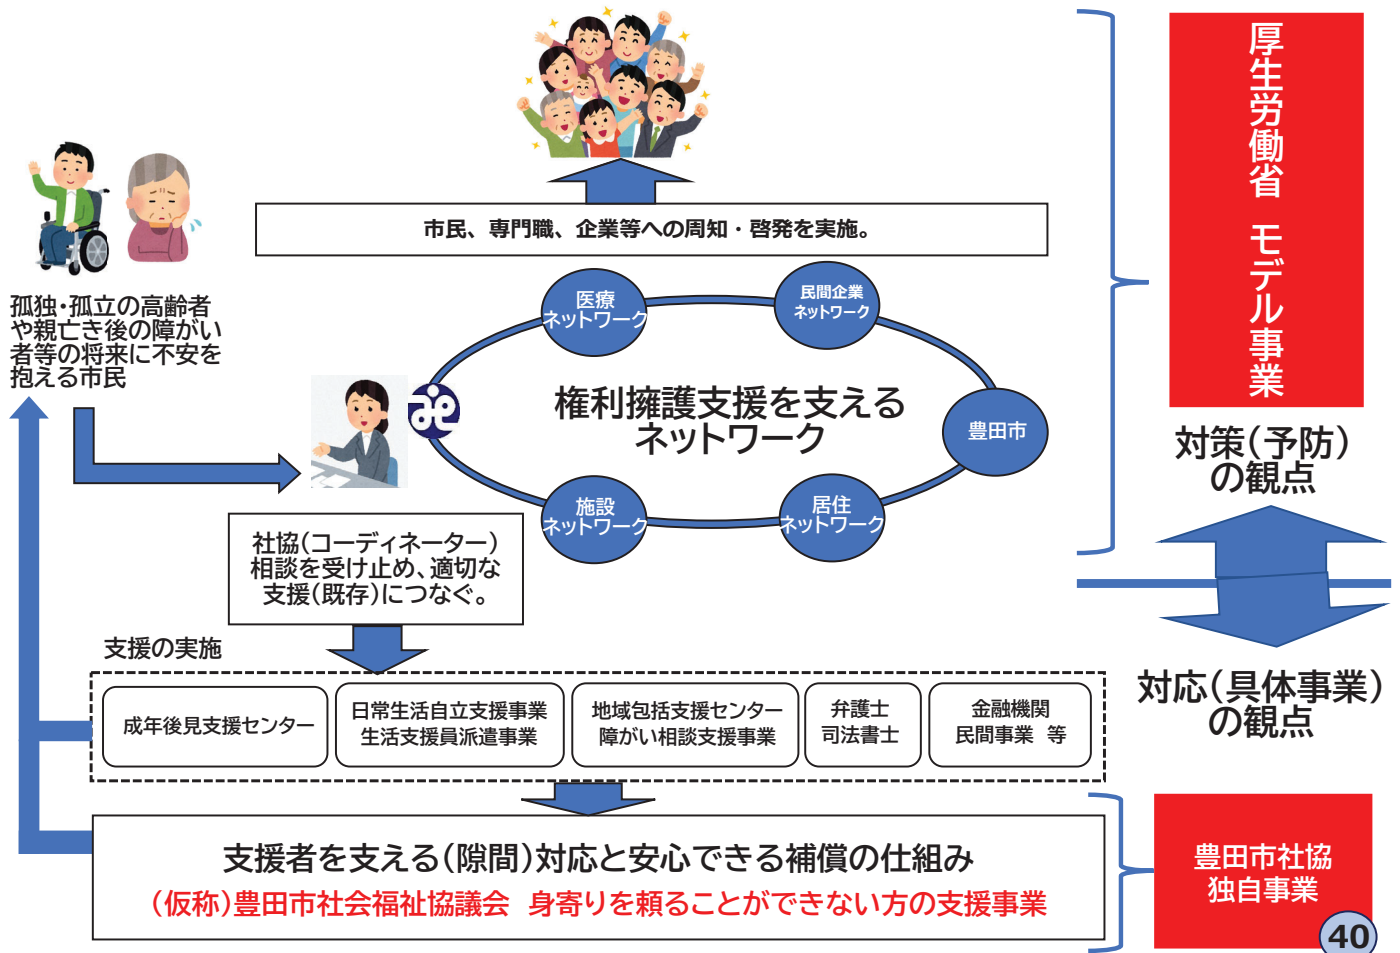 厚生労働省 モデル事業
市民、専門職、企業等への周知・啓発を実施。
孤独・孤立の高齢者
や親亡き後の障がい
者等の将来に不安を
抱える市民
医療
ネットワーク
民間企業
ネットワーク
権利擁護支援を支える
ネットワーク
豊田市
施設
ネットワーク
居住
ネットワーク
対策(予防)
の観点
社協(コーディネーター)
相談を受け止め、適切な
支援(既存)につなぐ。
支援の実施
成年後見支援センター
日常生活自立支援事業
生活支援員派遣事業
地域包括支援センター
障がい相談支援事業
弁護士
司法書士
金融機関
民間事業 等
対応(具体事業)
の観点
支援者を支える(隙間)対応と安心できる補償の仕組み
(仮称)豊田市社会福祉協議会 身寄りを頼ることができない方の支援事業
豊田市社協
独自事業
40